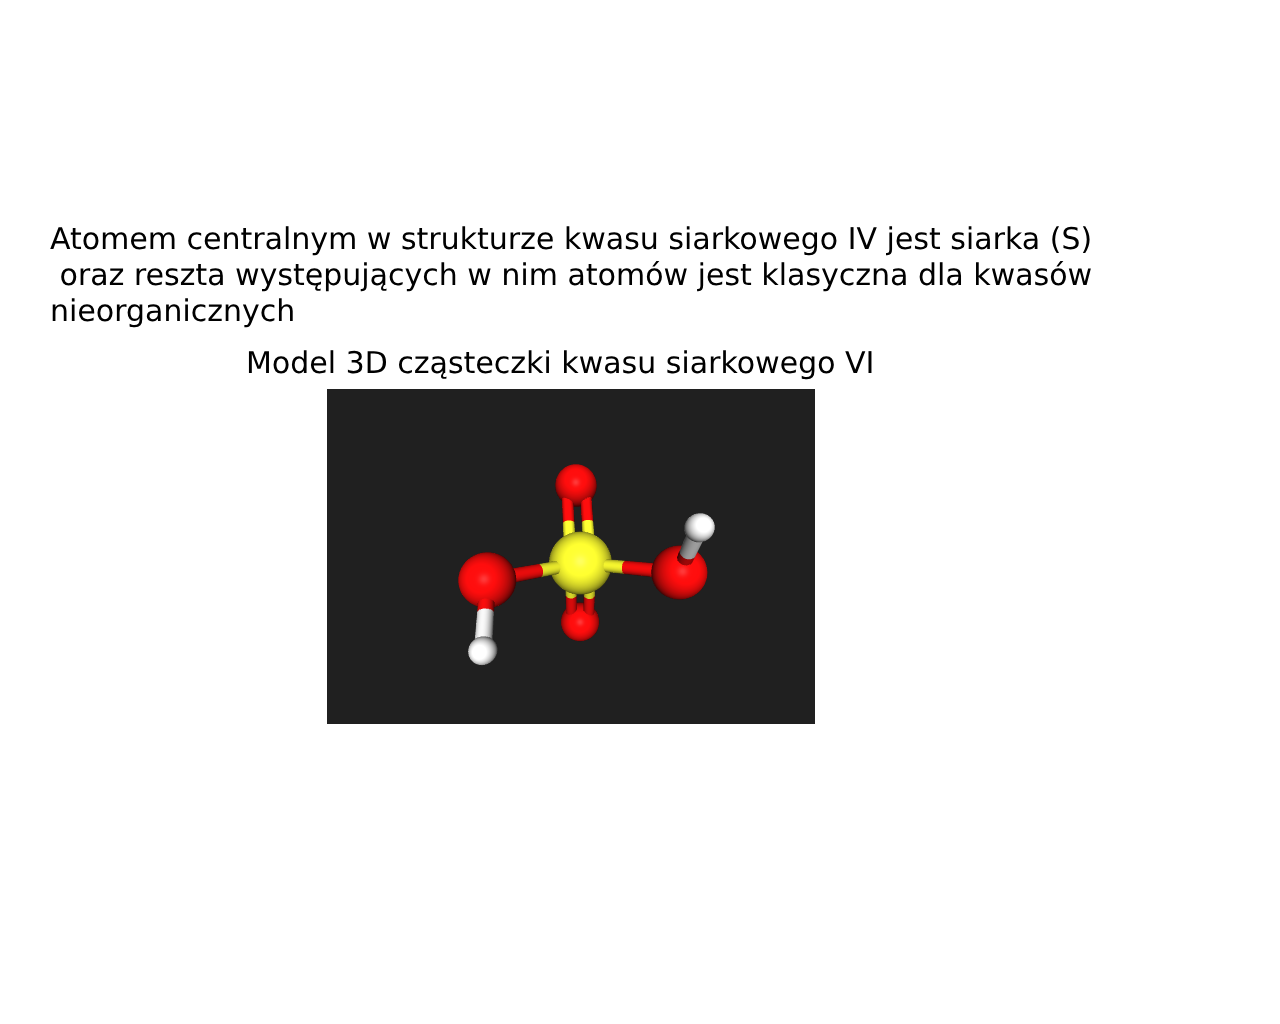 Atomem centralnym w strukturze kwasu siarkowego IV jest siarka (S)
oraz reszta występujących w nim atomów jest klasyczna dla kwasów
nieorganicznych
Model 3D cząsteczki kwasu siarkowego VI